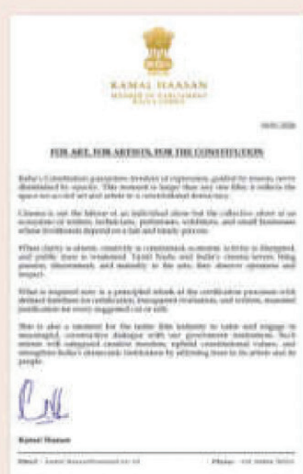 KAMAL HAASAN
MEMBER OF PARLIAMENT
RAJYA SABHA
FOR ART, FOR ARTISTS, FOR THE CONSTITUTION
India's Constitution guarantees freedom of expression, guided by reason, never
diminished by opacity. This moment is larger than any one film; it reflects the
space we accord art and artists in a constitutional democracy.
Cinema is not the labour of an individual alone but the collective effort of an
ecosystem of writers, technicians, performers, exhibitors, and small businesses
whose livelihoods depend on a fair and timely process.
When clarity is absent, creativity is constrained, economic activity is disrupted,
and public trust is weakened. Tamil Nadu and India's cinema lovers bring
passion, discernment, and maturity to the arts; they deserve openness and
respect.
What is required now is a principled relook of the certification processes with
defined timelines for certification, transparent evaluation, and written, reasoned
justification for every suggested cut or edit.
This is also a moment for the entire film industry to unite and engage in
meaningful, constructive dialogue with our government institutions. Such
reform will safeguard creative freedom, uphold constitutional values, and
strengthen India's democratic institutions by affirming trust in its artists and its
people.
Kamal Haasan